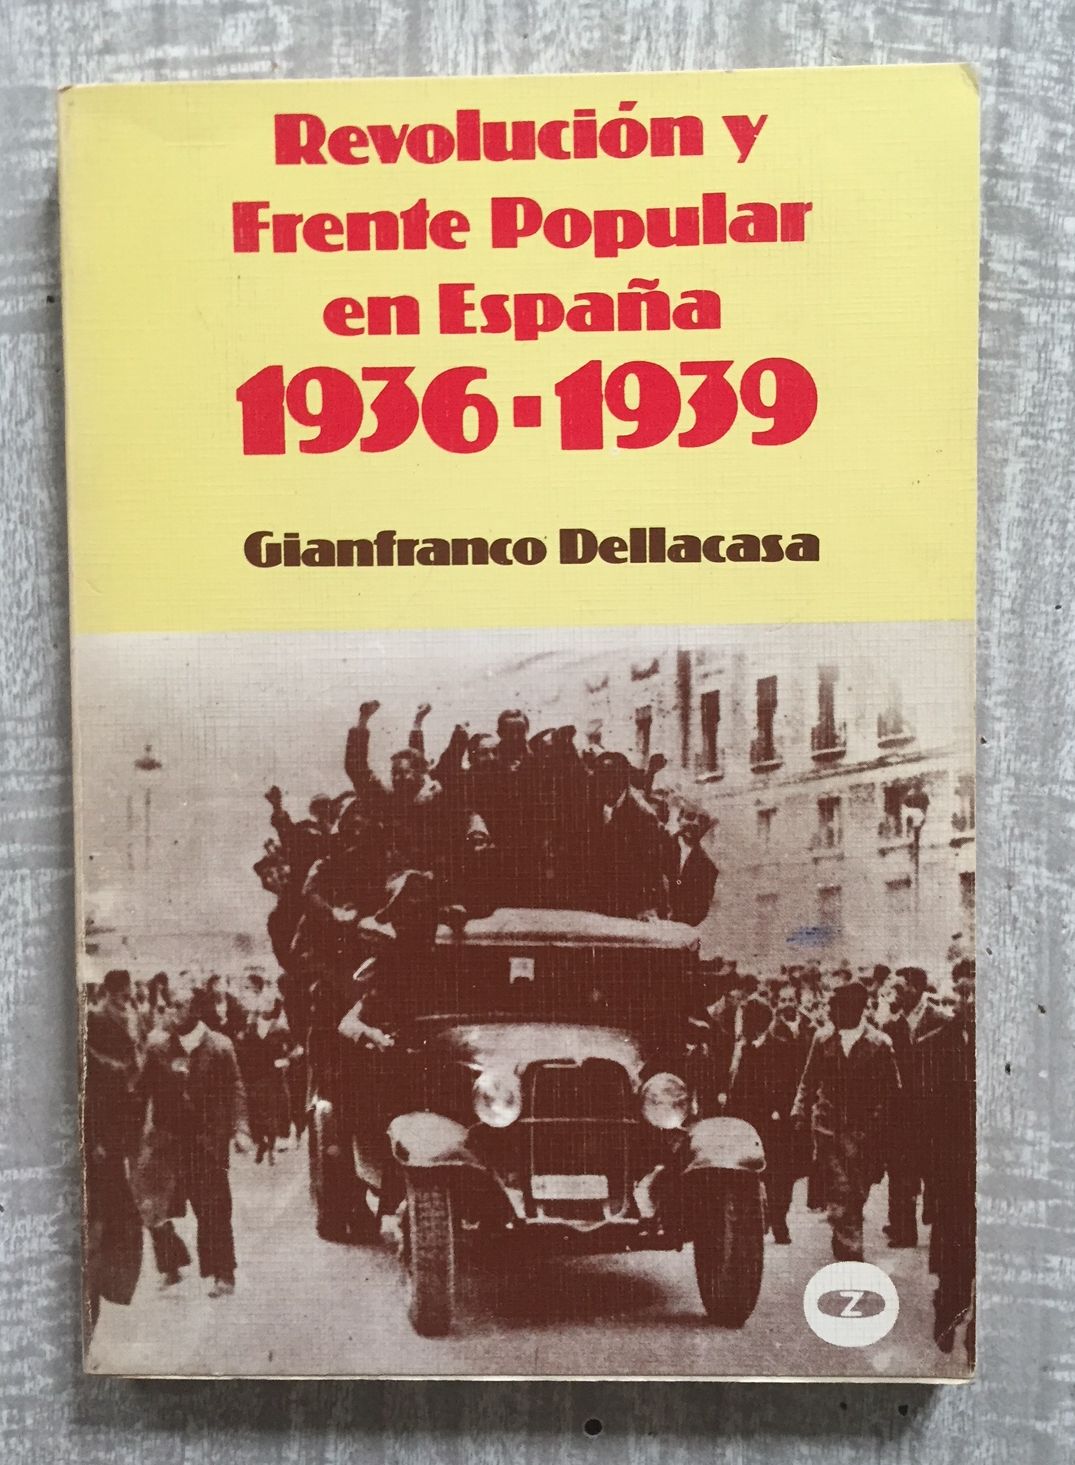 Revolución y
Frente Popular
en España
1936-1939
Gianfranco Dellacasa
Z